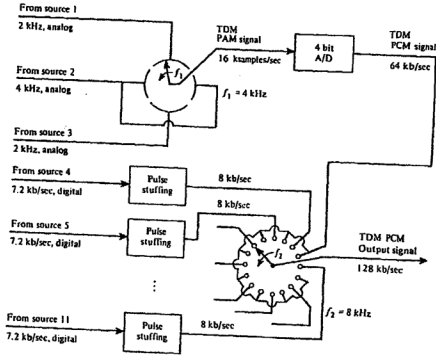 From source 1
2 kHz, analog
TDM
PAM signal
16 ksamples/sec
4 bit
A/D
TDM
PCM signal
64 kb/sec
f₁
From source 2
4 kHz, analog
f₁ = 4 kHz
From source 3
2 kHz, analog
From source 4
7.2 kb/sec, digital
Pulse
stuffing
8 kb/sec
From source 5
7.2 kb/sec, digital
Pulse
stuffing
8 kb/sec
f₂
TDM PCM
Output signal
128 kb/sec
f₂ = 8 kHz
From source 11
7.2 kb/sec, digital
Pulse
stuffing
8 kb/sec